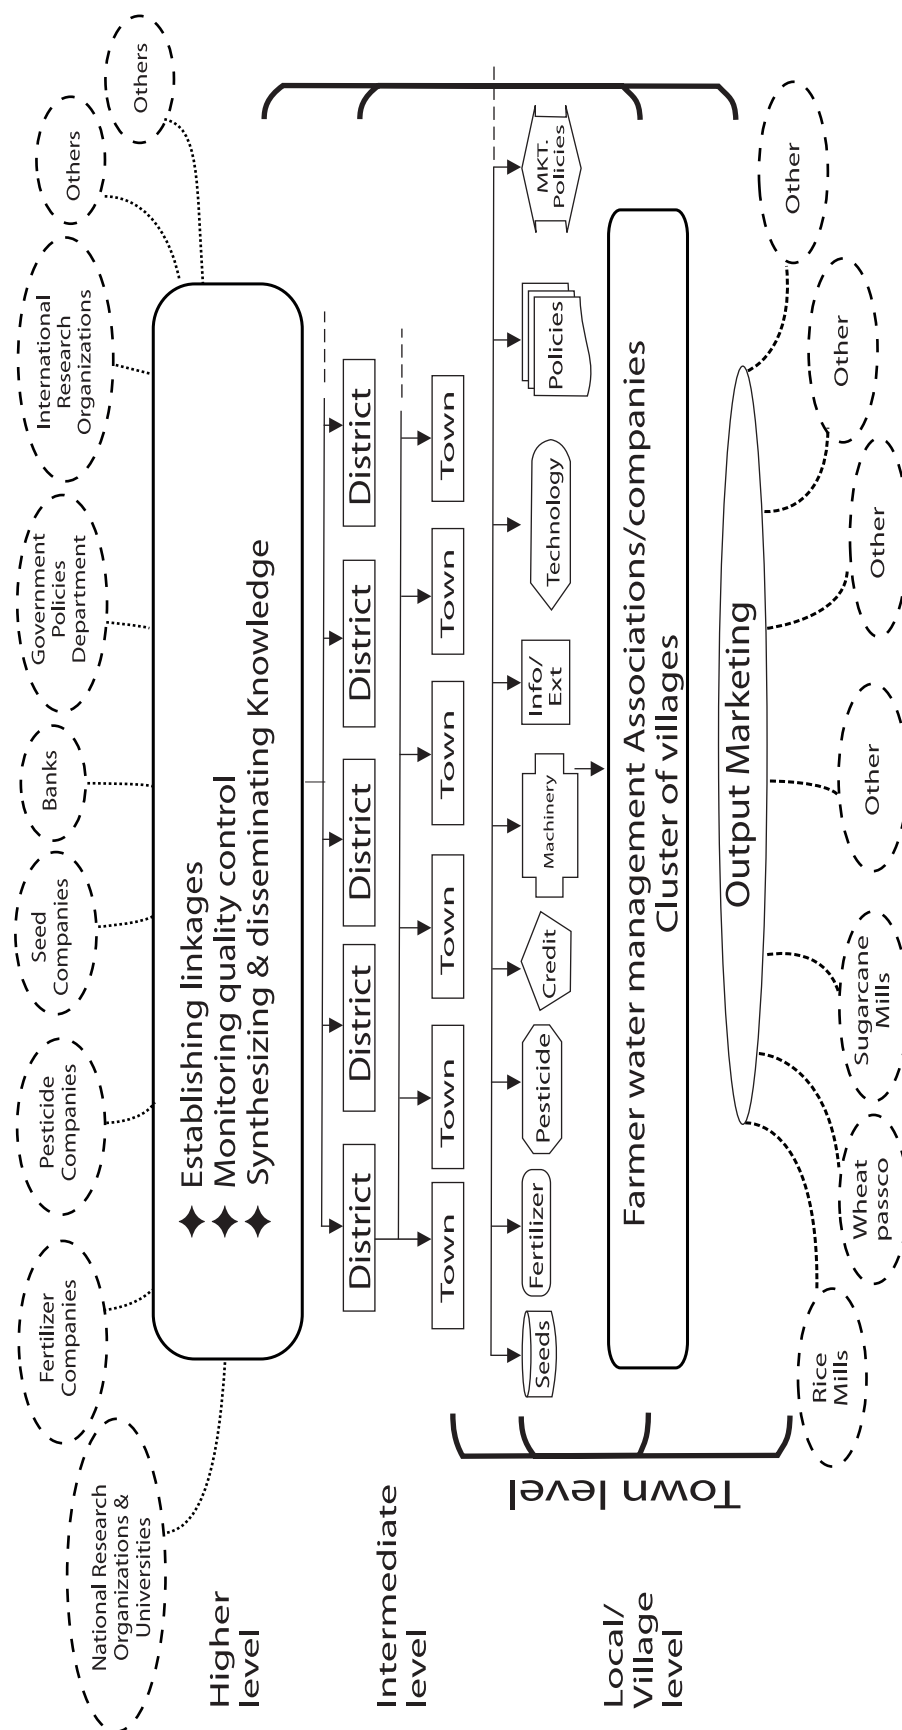 National Research
Organizations &
Universities
Fertilizer
Companies
Pesticide
Companies
Seed
Companies
Banks
Government
Policies
Department
International
Research
Organizations
Others
Others
Higher
level
Establishing linkages
Monitoring quality control
Synthesizing & disseminating Knowledge
Intermediate
level
District
District
District
District
District
Town
Town
Town
Town
Town
Town
Town level
Seeds
Fertilizer
Pesticide
Credit
Machinery
Info/
Ext
Technology
Policies
MKT.
Policies
Local/
Village
level
Farmer water management Associations/companies
Cluster of villages
Output Marketing
Rice
Mills
Wheat
passco
Sugarcane
Mills
Other
Other
Other
Other